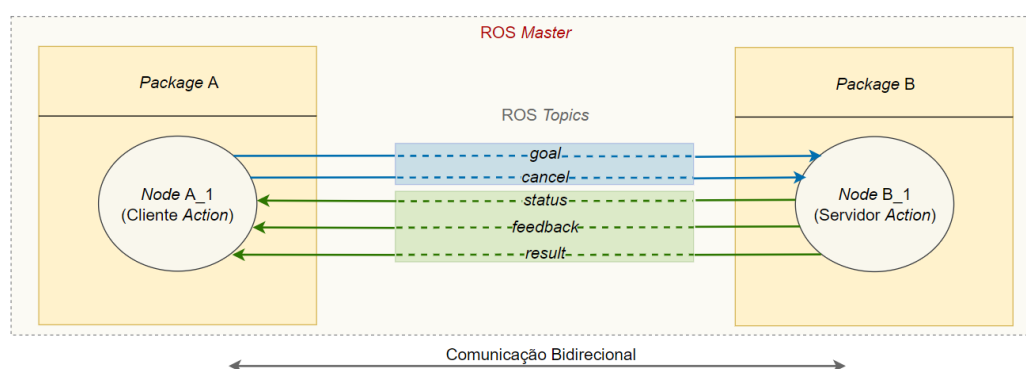 ROS Master
Package A
Package B
ROS Topics
goal
cancel
status
feedback
result
Node A_1
(Cliente Action)
Node B_1
(Servidor Action)
Comunicação Bidirecional